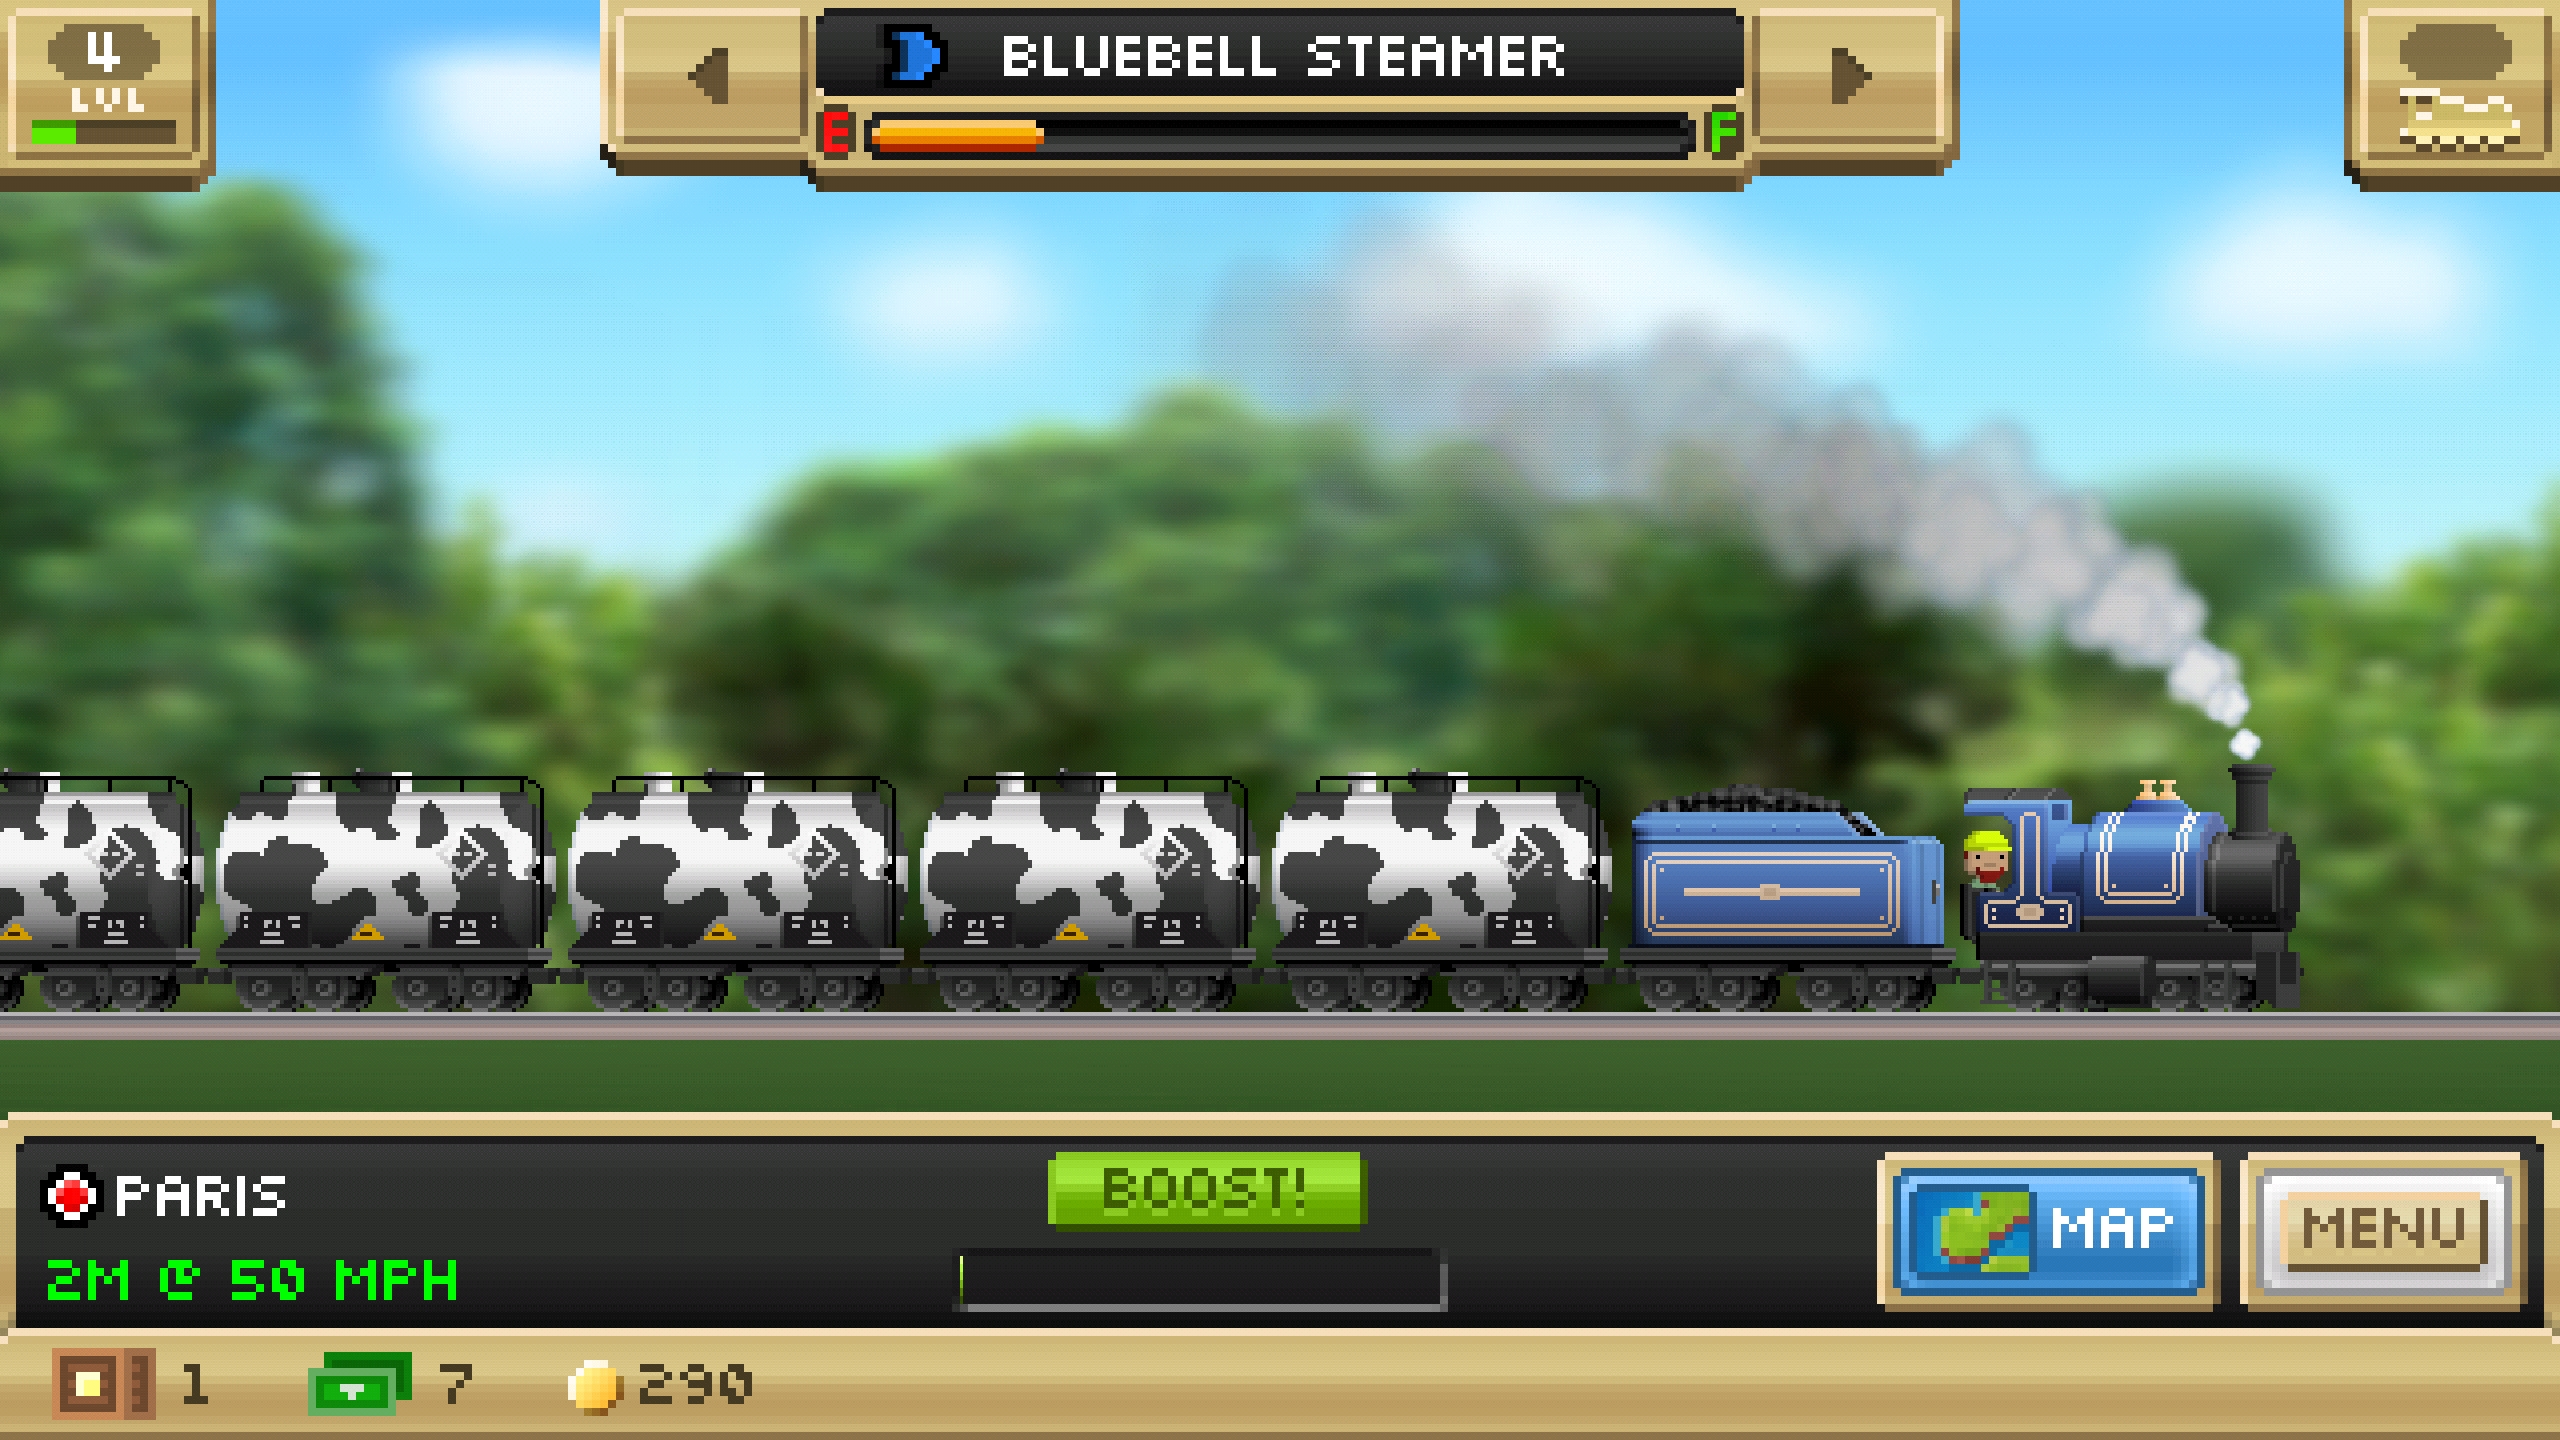 4
LVL
BLUEBELL STEAMER
E F
PARIS
2M @ 50 MPH
BOOST!
MAP
MENU
1 7 290